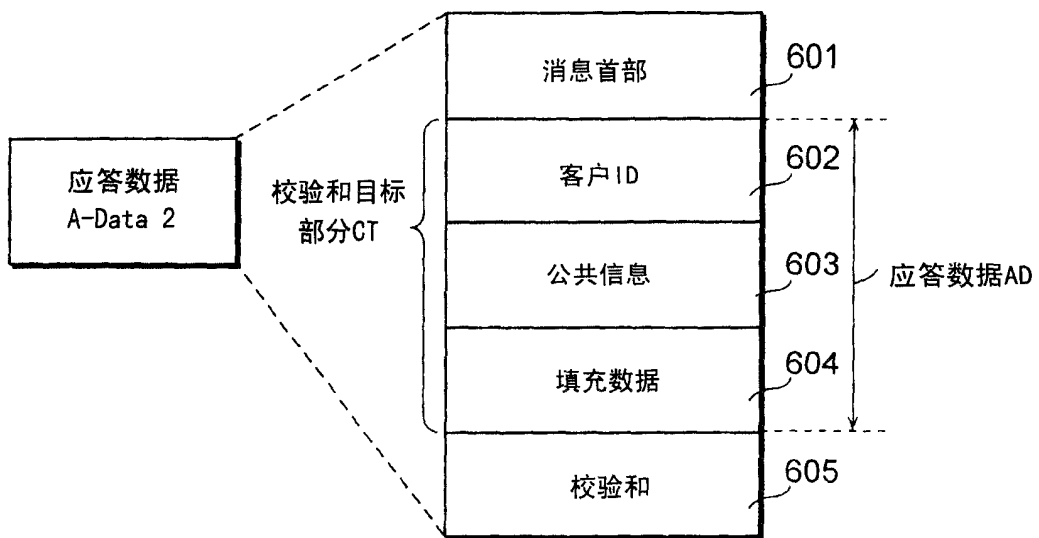 应答数据
A-Data 2
校验和目标
部分CT
消息首部
601
客户ID
602
公共信息
603
填充数据
604
校验和
605
应答数据AD